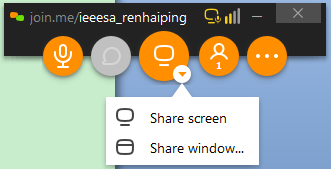 join.me/ieeesa_renhaiping
1
Share screen
Share window...